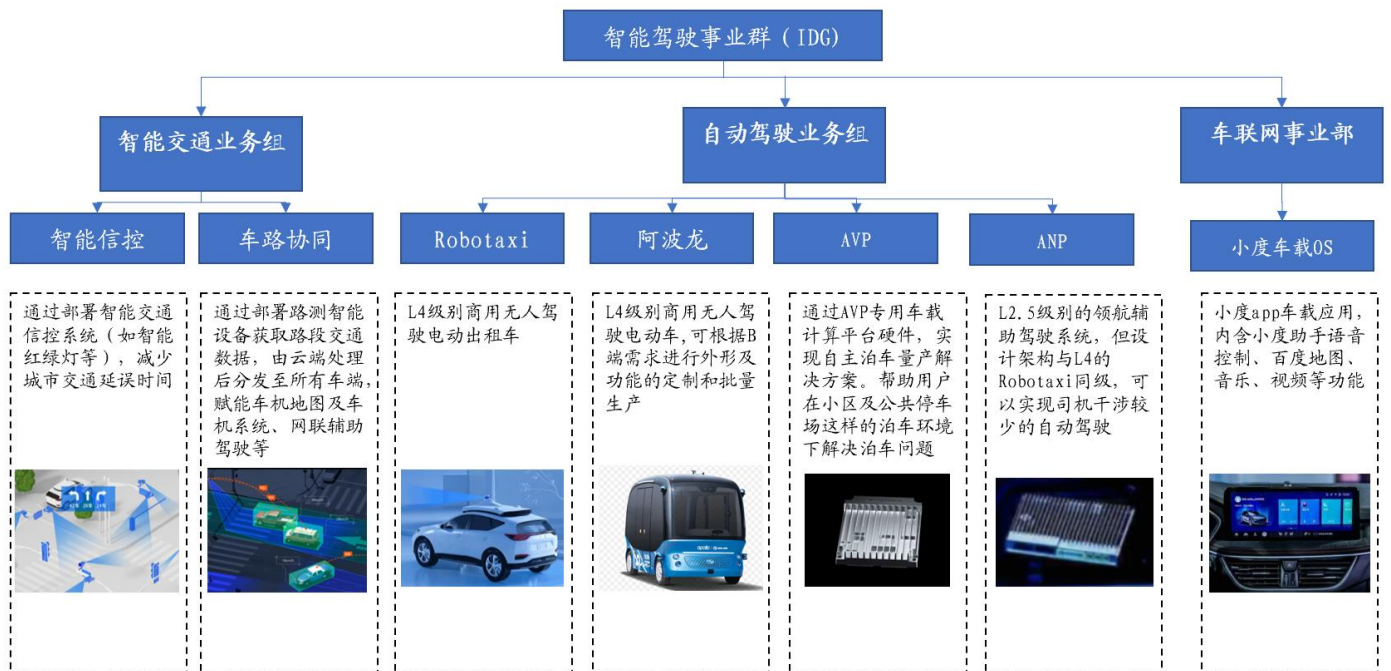 智能驾驶事业群（IDG)
智能交通业务组
自动驾驶业务组
车联网事业部
智能信控
车路协同
Robotaxi
阿波龙
AVP
ANP
小度车载OS
通过部署智能交通
信控系统（如智能
红绿灯等），减少
城市交通延误时间
通过部署路测智能
设备获取路段交通
数据，由云端处理
后分发至所有车端，
赋能车机地图及车
机系统、网联辅助
驾驶等
L4级别商用无人驾
驶电动出租车
L4级别商用无人驾
驶电动车,可根据B
端需求进行外形及
功能的定制和批量
生产
通过AVP专用车载
计算平台硬件，实
现自主泊车量产解
决方案。帮助用户
在小区及公共停车
场这样的泊车环境
下解决泊车问题
L2.5级别的领航辅
助驾驶系统，但设
计架构与L4的
Robotaxi同级，可
以实现司机干涉较
少的自动驾驶
小度app车载应用，
内含小度助手语音
控制、百度地图、
音乐、视频等功能